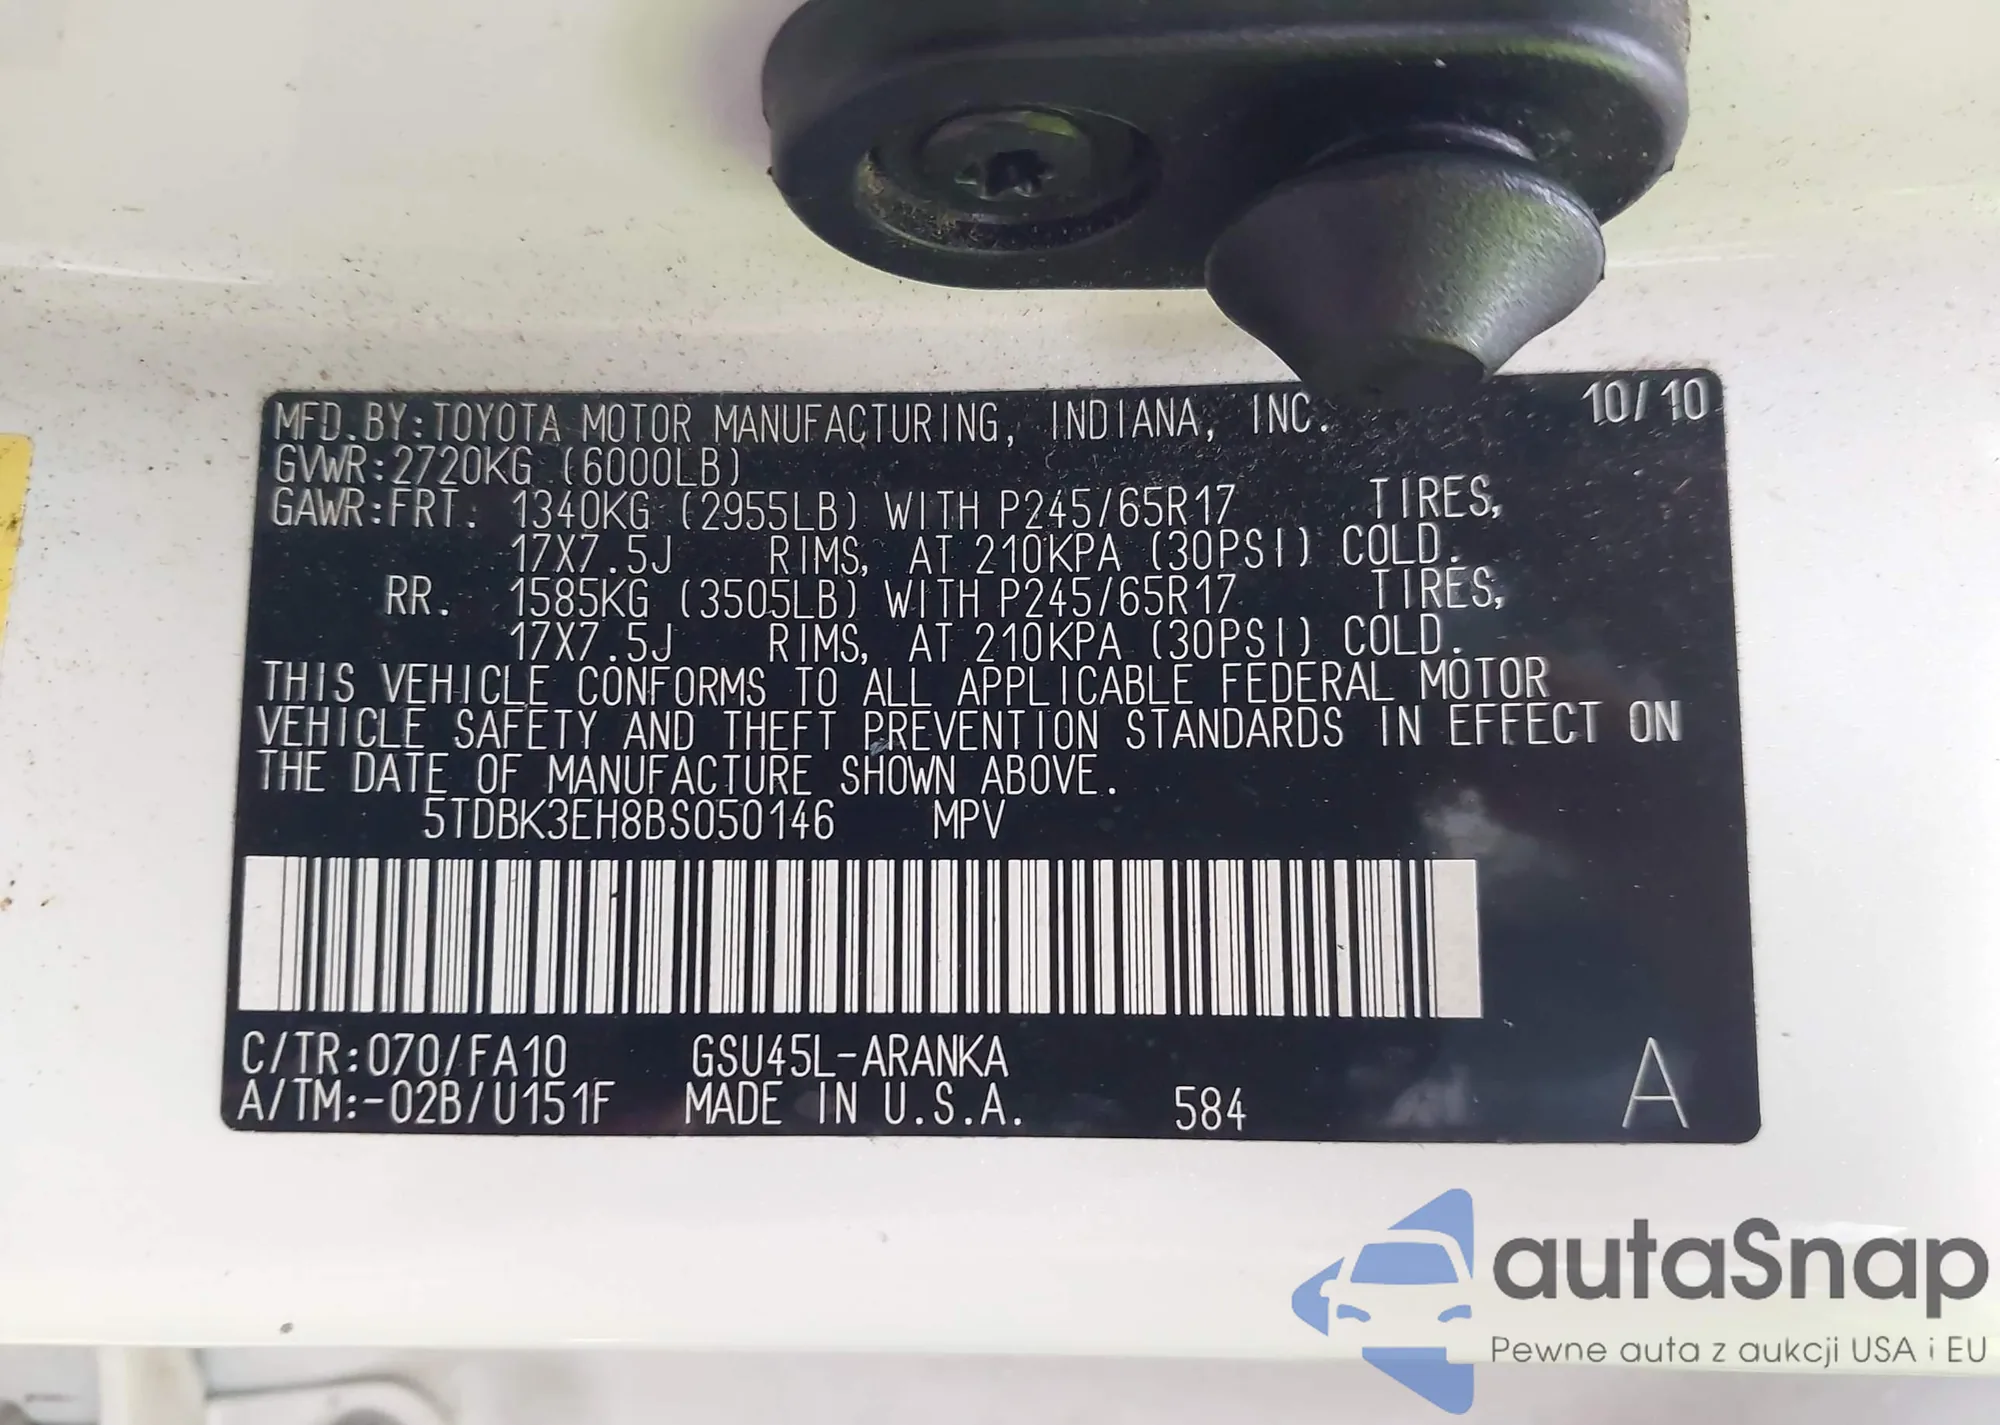 MFD.BY:TOYOTA MOTOR MANUFACTURING, INDIANA, INC. 10/10
GVWR:2720KG (6000LB)
GAWR:FRT. 1340KG (2955LB) WITH P245/65R17 TIRES,
17X7.5J RIMS, AT 210KPA (30PSI) COLD.
RR. 1585KG (3505LB) WITH P245/65R17 TIRES,
17X7.5J RIMS, AT 210KPA (30PSI) COLD.
THIS VEHICLE CONFORMS TO ALL APPLICABLE FEDERAL MOTOR
VEHICLE SAFETY AND THEFT PREVENTION STANDARDS IN EFFECT ON
THE DATE OF MANUFACTURE SHOWN ABOVE.
5TDBK3EH8BS050146 MPV
C/TR:070/FA10 GSU45L-ARANKA
A/TM:-02B/U151F MADE IN U.S.A. 584 A
autaSnap
Pewne auta z aukcji USA i EU